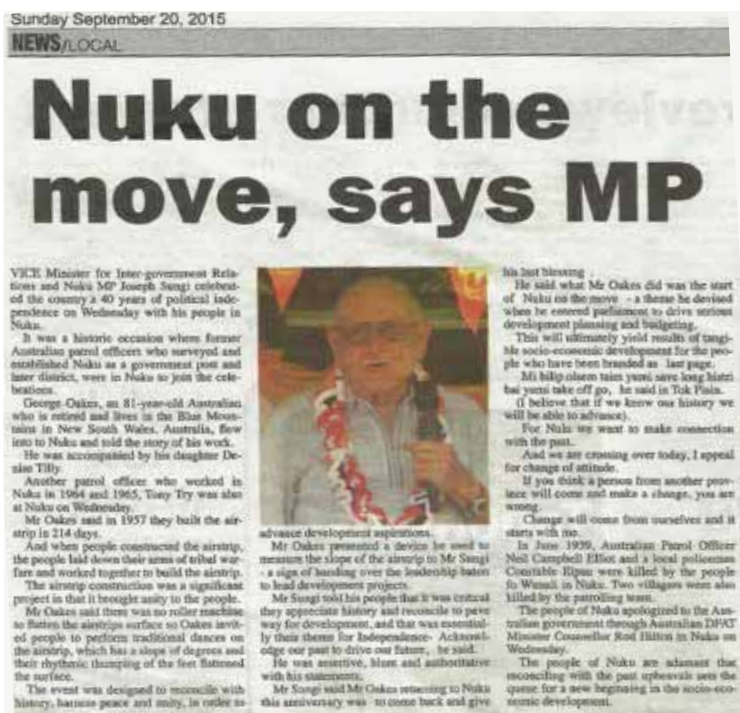 Sunday September 20, 2015
NEWS/LOCAL
Nuku on the
move, says MP
VICE Minister for Inter-government Rela-
tions and Nuku MP Joseph Sungi celebrat-
ed the country a 40 years of political inde-
pendence on Wednesday with his people in
Nuku.
It was a historic occasion where former
Australian patrol officers who surveyed and
established Nuku as a government post and
later district, were in Nuku to join the cele-
brations.
George Oakes, an 81-year-old Australian
who is retired and lives in the Blue Moun-
tains in New South Wales, Australia, flew
into to Nuku and told the story of his work.
He was accompanied by his daughter De-
nise Tilly.
Another patrol officer who worked in
Nuku in 1964 and 1965, Tony Try was also
at Nuku on Wednesday.
Mr Oakes said in 1957 they built the air-
strip in 214 days.
And when people constructed the airstrip,
the people laid down their arms of tribal war-
fare and worked together to build the airstrip.
The airstrip construction was a significant
project in that it brought unity to the people.
Mr Oakes said there was no roller machine
to flatten the airstrips surface so Oakes invit-
ed people to perform traditional dances on
the airstrip, which has a slope of degrees and
their rhythmic thumping of the feet flattened
the surface.
The event was designed to reconcile with
history, harness peace and unity, in order to
advance development aspirations.
Mr Oakes presented a device he used to
measure the slope of the airstrip to Mr Sungi
- a sign of handing over the leadership baton
to lead development projects.
Mr Sungi told his people that it was critical
they appreciate history and reconcile to pave
way for development, and that was essential-
ly their theme for Independence- Acknowl-
edge our past to drive our future, he said.
He was assertive, blunt and authoritative
with his statements.
Mr Sungi said Mr Oakes returning to Nuku
this anniversary was to come back and give
his last blessing .
He said what Mr Oakes did was the start
of Nuku on the move - a theme he devised
when he entered parliament to drive serious
development planning and budgeting.
This will ultimately yield results of tangi-
ble socio-economic development for the peo-
ple who have been branded as last page.
Mi bilip olsem taim yumi save long histri
bai yumi take off go, he said in Tok Pisin.
(I believe that if we know our history we
will be able to advance).
For Nuku we want to make connection
with the past.
And we are crossing over today, I appeal
for change of attitude.
If you think a person from another prov-
ince will come and make a change, you are
wrong.
Change will come from ourselves and it
starts with me.
In June 1939, Australian Patrol Officer
Neil Campbell Elliot and a local policeman
Constable were killed by the people
in Nuku. Two villagers were also
killed by the patrolling team.
The people of Nuku apologized to the Aus-
tralian government through Australian DFAT
Minister Counsellor Rod Hilton in Nuku on
Wednesday.
The people of Nuku are adamant that
reconciling with the past upheavals sets the
for a new beginning in the socio-eco-
nomic development.